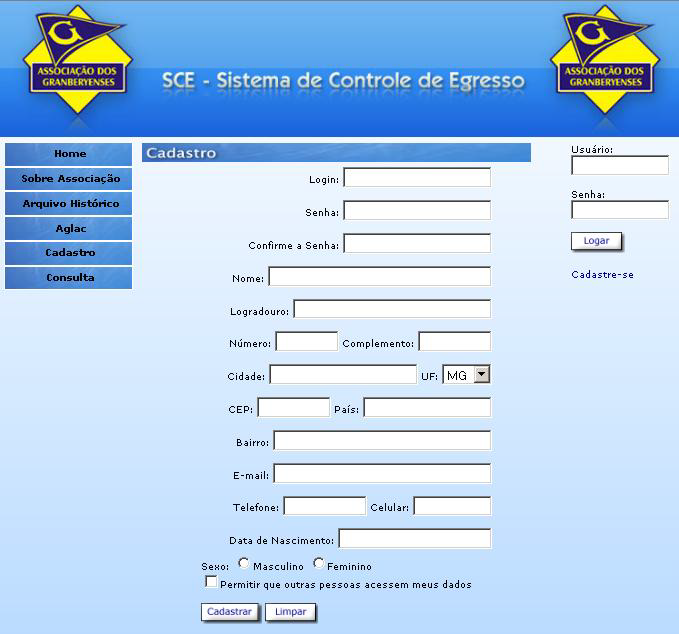 G
ASSOCIAÇÃO DOS
GRANBERYENSES
SCE - Sistema de Controle de Egresso
G
ASSOCIAÇÃO DOS
GRANBERYENSES
Home
Sobre Associação
Arquivo Histórico
Aglac
Cadastro
Consulta
Cadastro
Login:
Senha:
Confirme a Senha:
Nome:
Logradouro:
Número: Complemento:
Cidade: UF: MG
CEP: País:
Bairro:
E-mail:
Telefone: Celular:
Data de Nascimento:
Sexo: Masculino Feminino
Permitir que outras pessoas acessem meus dados
Cadastrar Limpar
Usuário:
Senha:
Logar
Cadastre-se